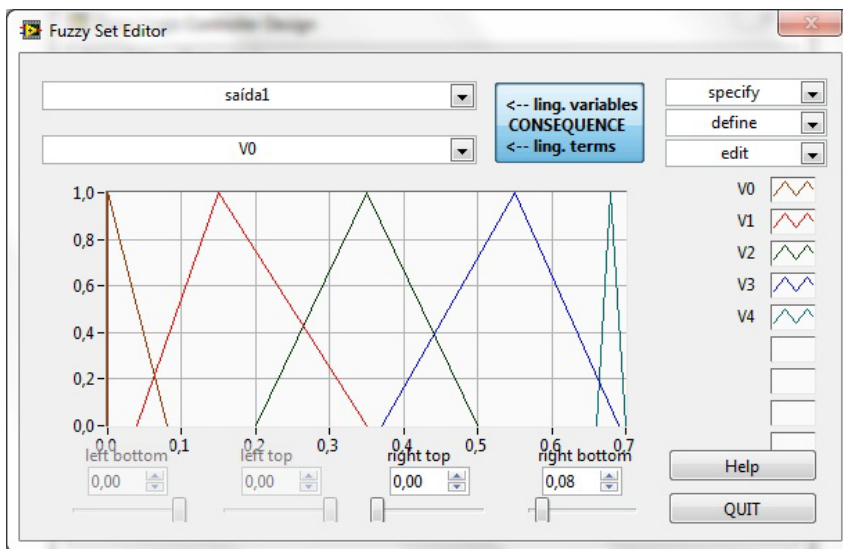 Fuzzy Set Editor
saída1
V0
<-- ling. variables
CONSEQUENCE
<-- ling. terms
specify
define
edit
1,0
0,8
0,6
0,4
0,2
0,0
0,0 0,1 0,2 0,3 0,4 0,5 0,6 0,7
V0
V1
V2
V3
V4
left bottom left top right top right bottom
0,00 0,00 0,00 0,08
Help
QUIT